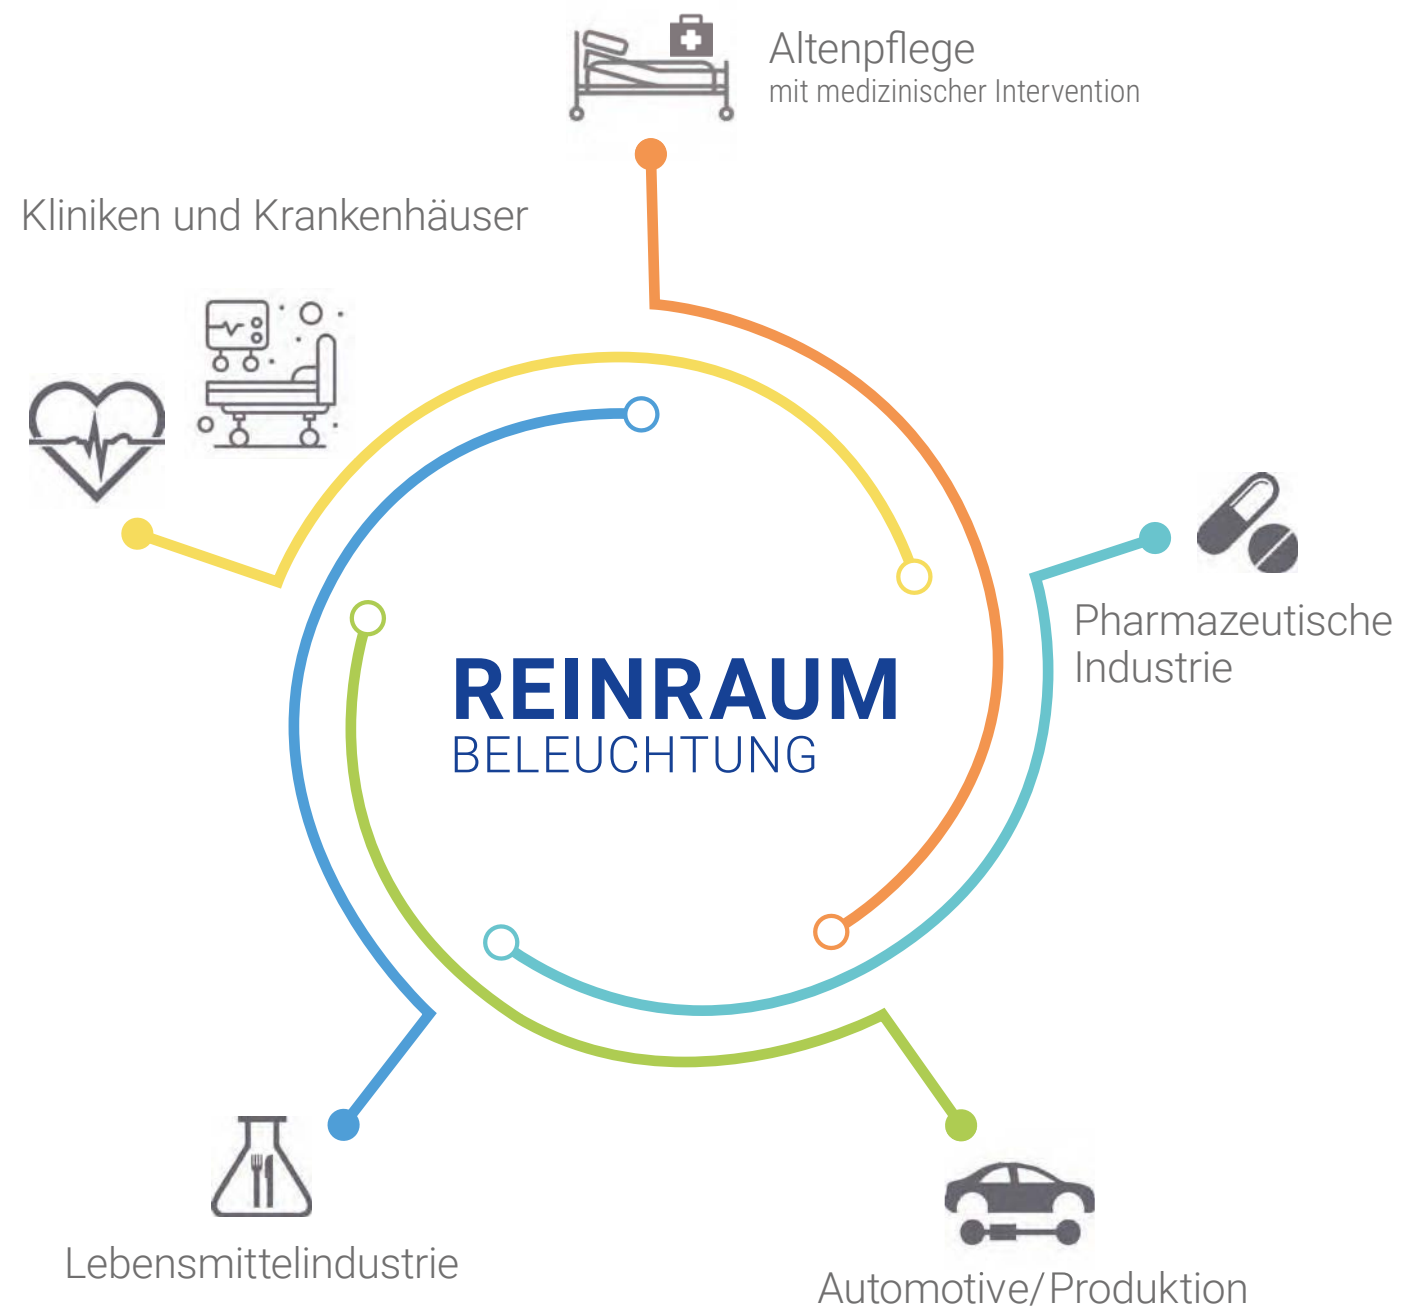 Altenpflege
mit medizinischer Intervention
Kliniken und Krankenhäuser
Pharmazeutische
Industrie
REINRAUM
BELEUCHTUNG
Lebensmittelindustrie
Automotive/Produktion